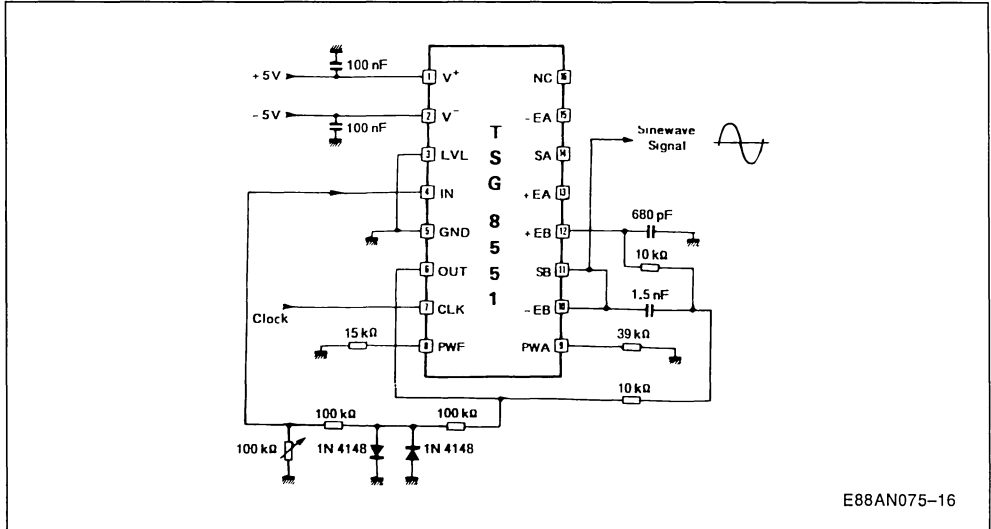 100 nF
+ 5V
1 V+ NC 16
- 5V
2 V− - EA 15
100 nF
Sinewave
Signal
3 LVL SA 14
4 IN + EA 13
680 pF
5 GND + EB 12
10 kΩ
6 OUT SB 11
1.5 nF
7 CLK - EB 10
Clock
15 kΩ
39 kΩ
8 PWF PWA 9
T
S
G
8
5
5
1
10 kΩ
100 kΩ
100 kΩ
100 kΩ
1N 4148
1N 4148
E88AN075-16